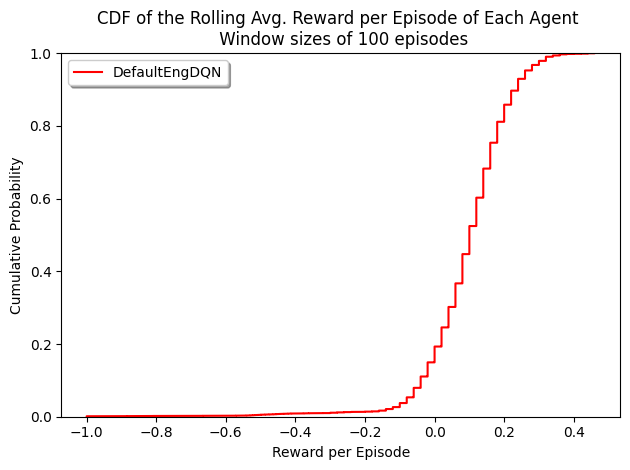 CDF of the Rolling Avg. Reward per Episode of Each Agent
Window sizes of 100 episodes
DefaultEngDQN
Cumulative Probability
1.0
0.8
0.6
0.4
0.2
0.0
−1.0 −0.8 −0.6 −0.4 −0.2 0.0 0.2 0.4
Reward per Episode